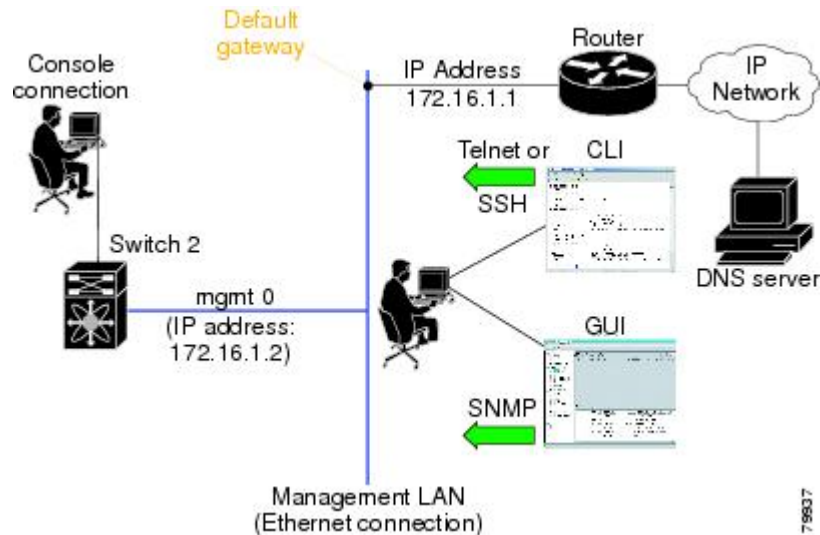 Default
gateway
Router
Console
connection
IP Address
172.16.1.1
IP
Network
Telnet or
CLI
SSH
Switch 2
DNS server
mgmt 0
(IP address:
172.16.1.2)
GUI
SNMP
Management LAN
(Ethernet connection)
79937